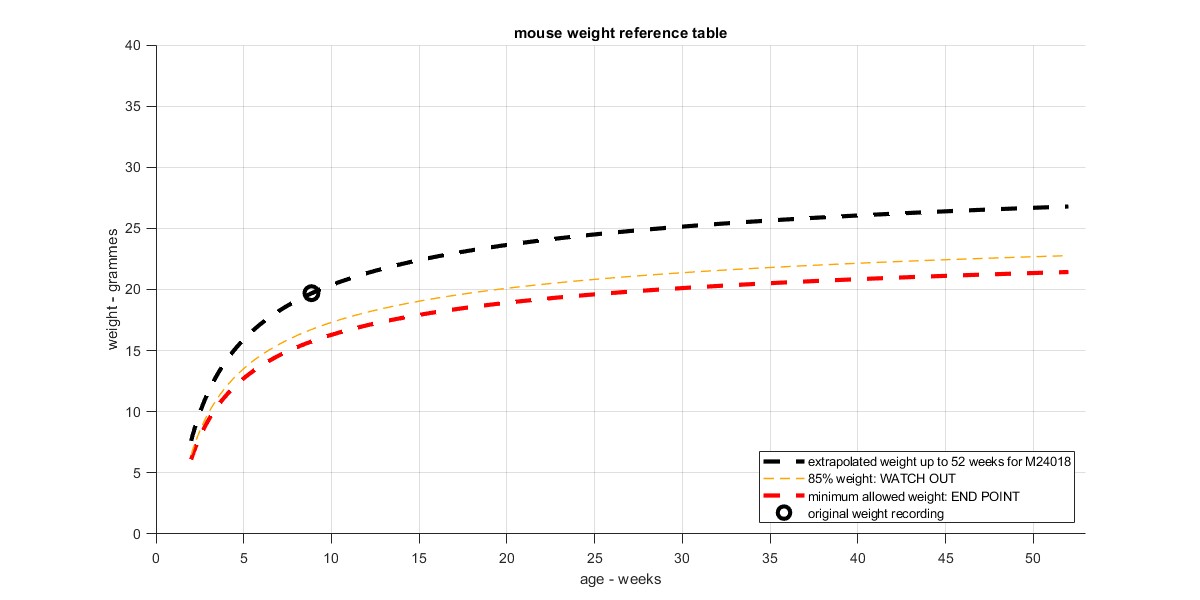 mouse weight reference table
40
35
30
25
20
15
10
5
0
weight - grammes
extrapolated weight up to 52 weeks for M24018
85% weight: WATCH OUT
minimum allowed weight: END POINT
original weight recording
0 5 10 15 20 25 30 35 40 45 50
age - weeks